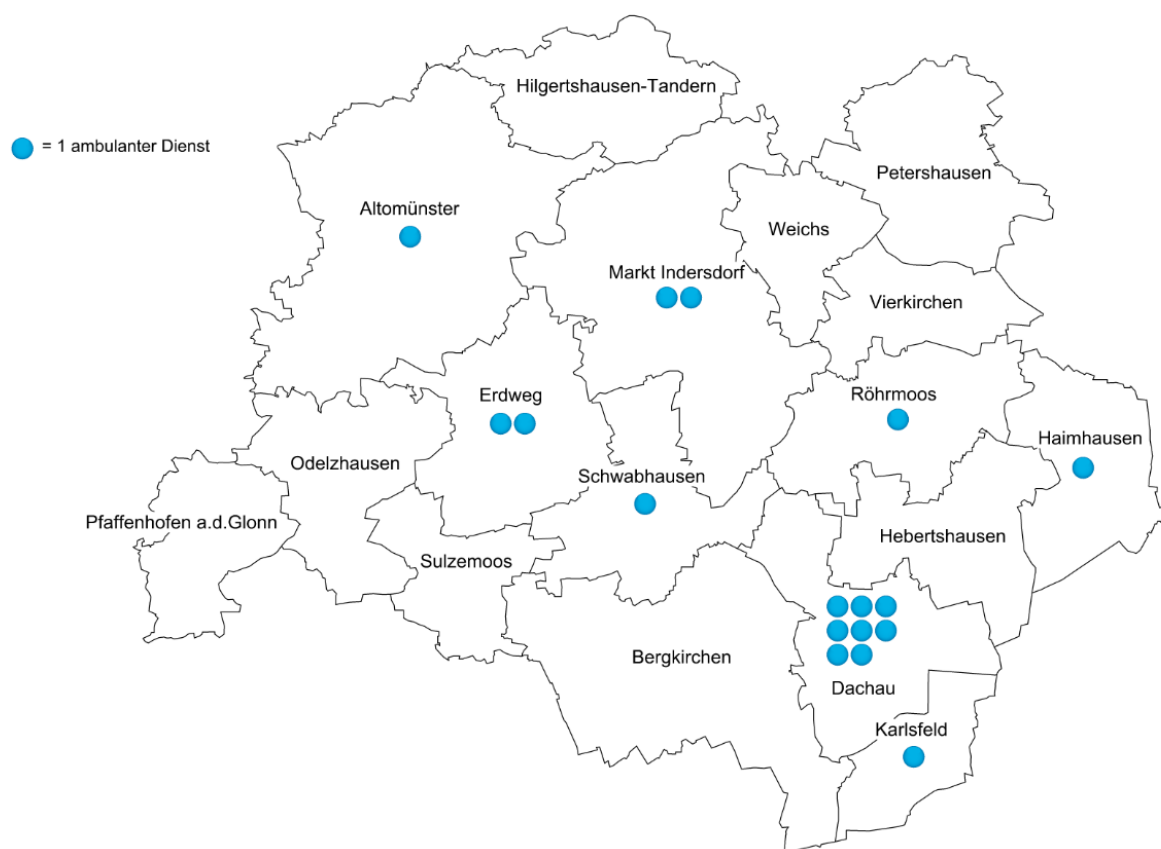 Hilgertshausen-Tandern
= 1 ambulanter Dienst
Petershausen
Altomünster
Weichs
Markt Indersdorf
Vierkirchen
Erdweg
Röhrmoos
Haimhausen
Odelzhausen
Schwabhausen
Pfaffenhofen a.d.Glonn
Hebertshausen
Sulzemoos
Bergkirchen
Dachau
Karlsfeld